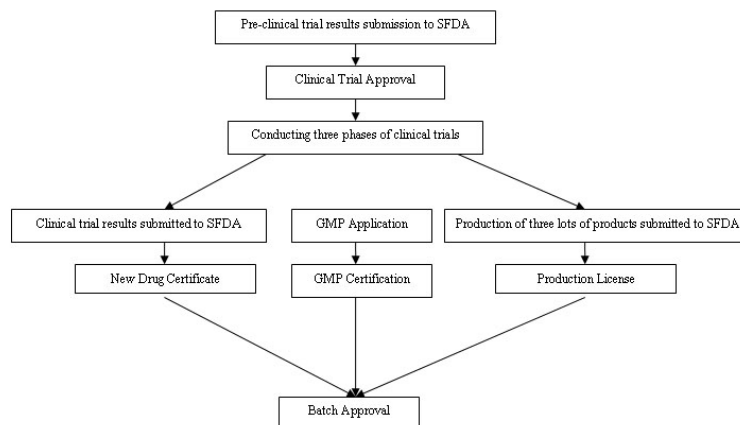 Pre-clinical trial results submission to SFDA
Clinical Trial Approval
Conducting three phases of clinical trials
Clinical trial results submitted to SFDA
GMP Application
Production of three lots of products submitted to SFDA
New Drug Certificate
GMP Certification
Production License
Batch Approval